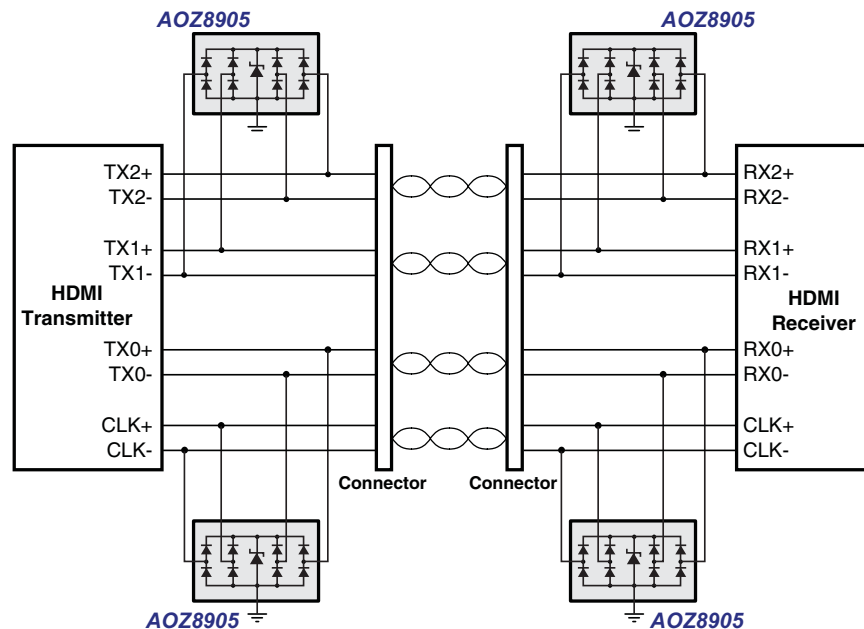 AOZ8905
AOZ8905
TX2+
TX2-
TX1+
TX1-
HDMI
Transmitter
TX0+
TX0-
CLK+
CLK-
RX2+
RX2-
RX1+
RX1-
HDMI
Receiver
RX0+
RX0-
CLK+
CLK-
Connector
Connector
AOZ8905
AOZ8905